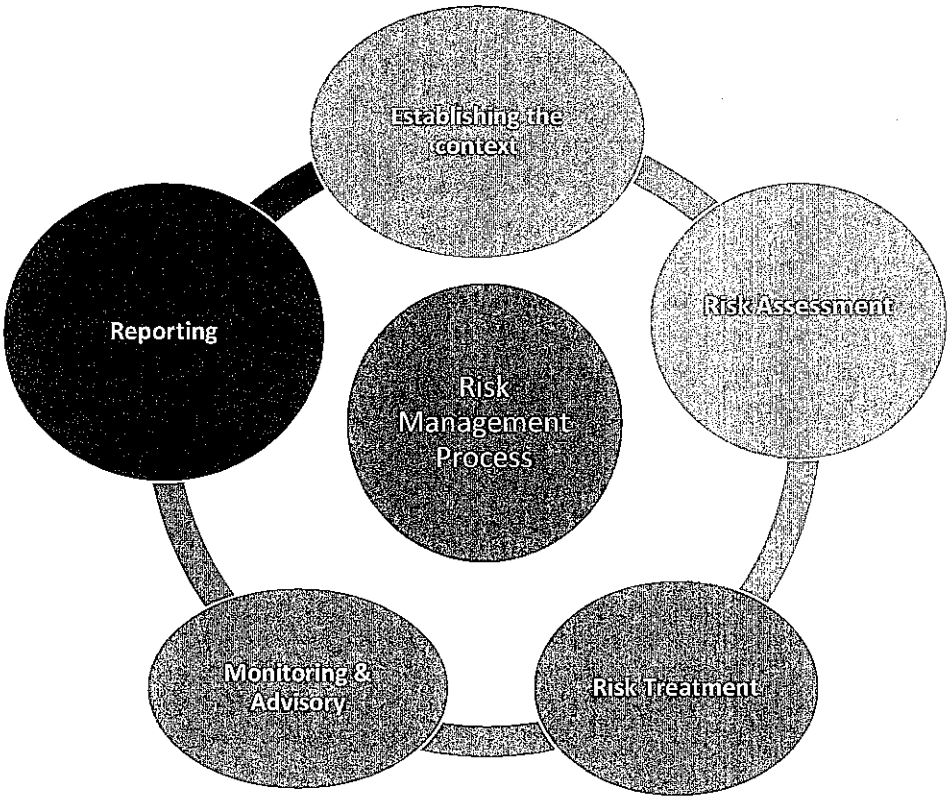 Establishing the
context
Risk Assessment
Reporting
Risk
Management
Process
Monitoring &
Advisory
Risk Treatment